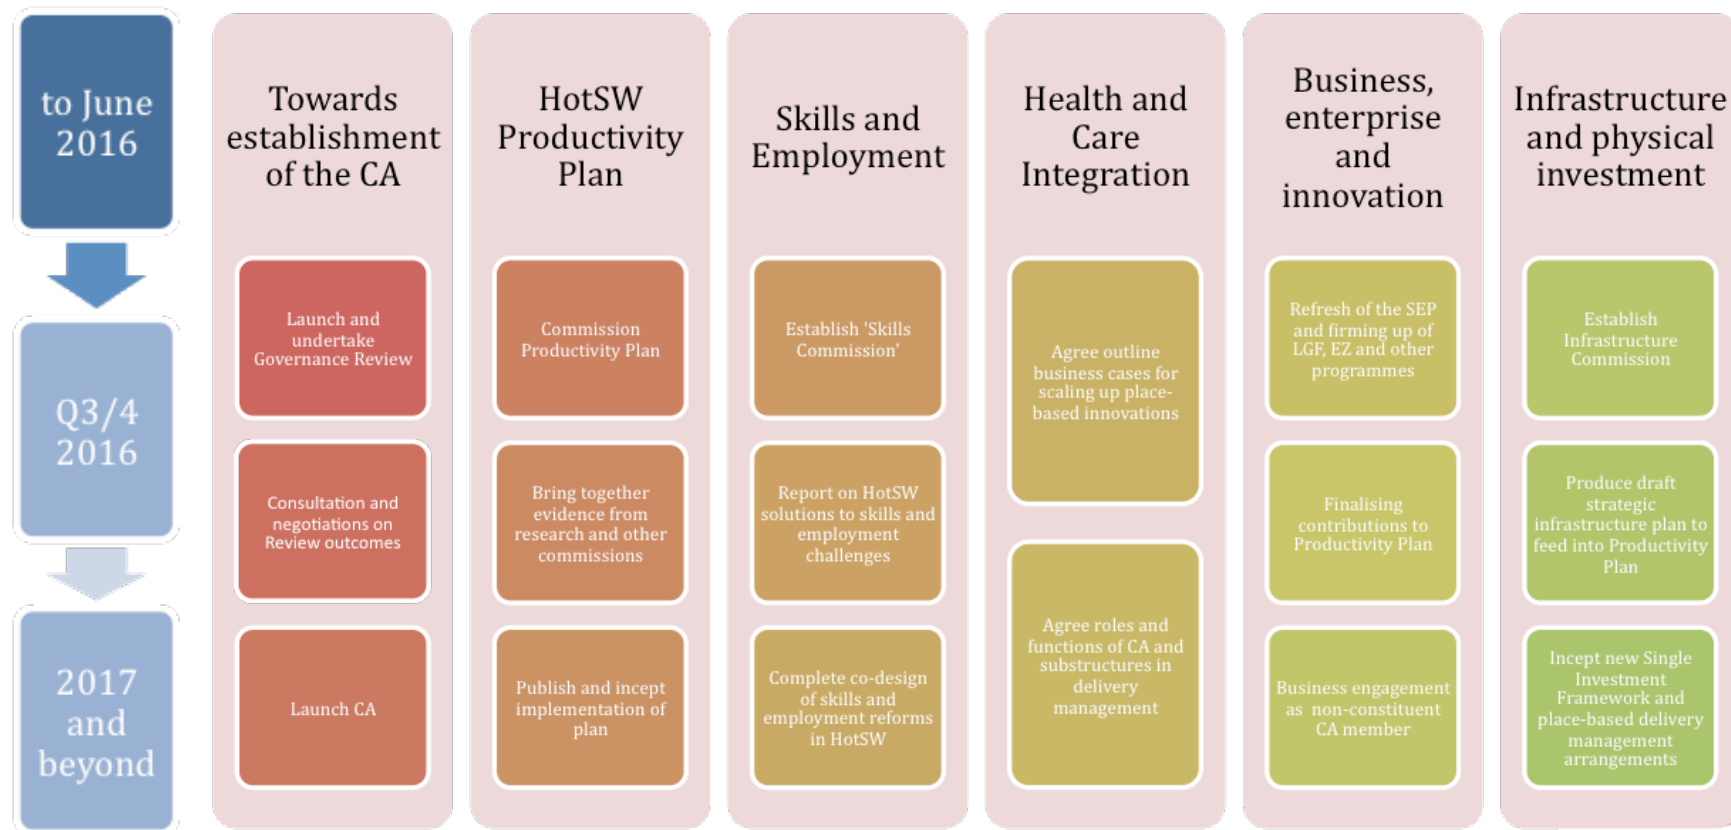 to June
2016
Q3/4
2016
2017
and
beyond
Towards
establishment
of the CA
Launch and
undertake
Governance Review
Consultation and
negotiations on
Review outcomes
Launch CA
HotSW
Productivity
Plan
Commission
Productivity Plan
Bring together
evidence from
research and other
commissions
Publish and incept
implementation of
plan
Skills and
Employment
Establish 'Skills
Commission'
Report on HotSW
solutions to skills and
employment
challenges
Complete co-design
of skills and
employment reforms
in HotSW
Health and
Care
Integration
Agree outline
business cases for
scaling up place-
based innovations
Agree roles and
functions of CA and
substructures in
delivery
management
Business,
enterprise
and
innovation
Refresh of the SEP
and firming up of
LGF, EZ and other
programmes
Finalising
contributions to
Productivity Plan
Business engagement
as non-constituent
CA member
Infrastructure
and physical
investment
Establish
Infrastructure
Commission
Produce draft
strategic
infrastructure plan to
feed into Productivity
Plan
Incept new Single
Investment
Framework and
place-based delivery
management
arrangements